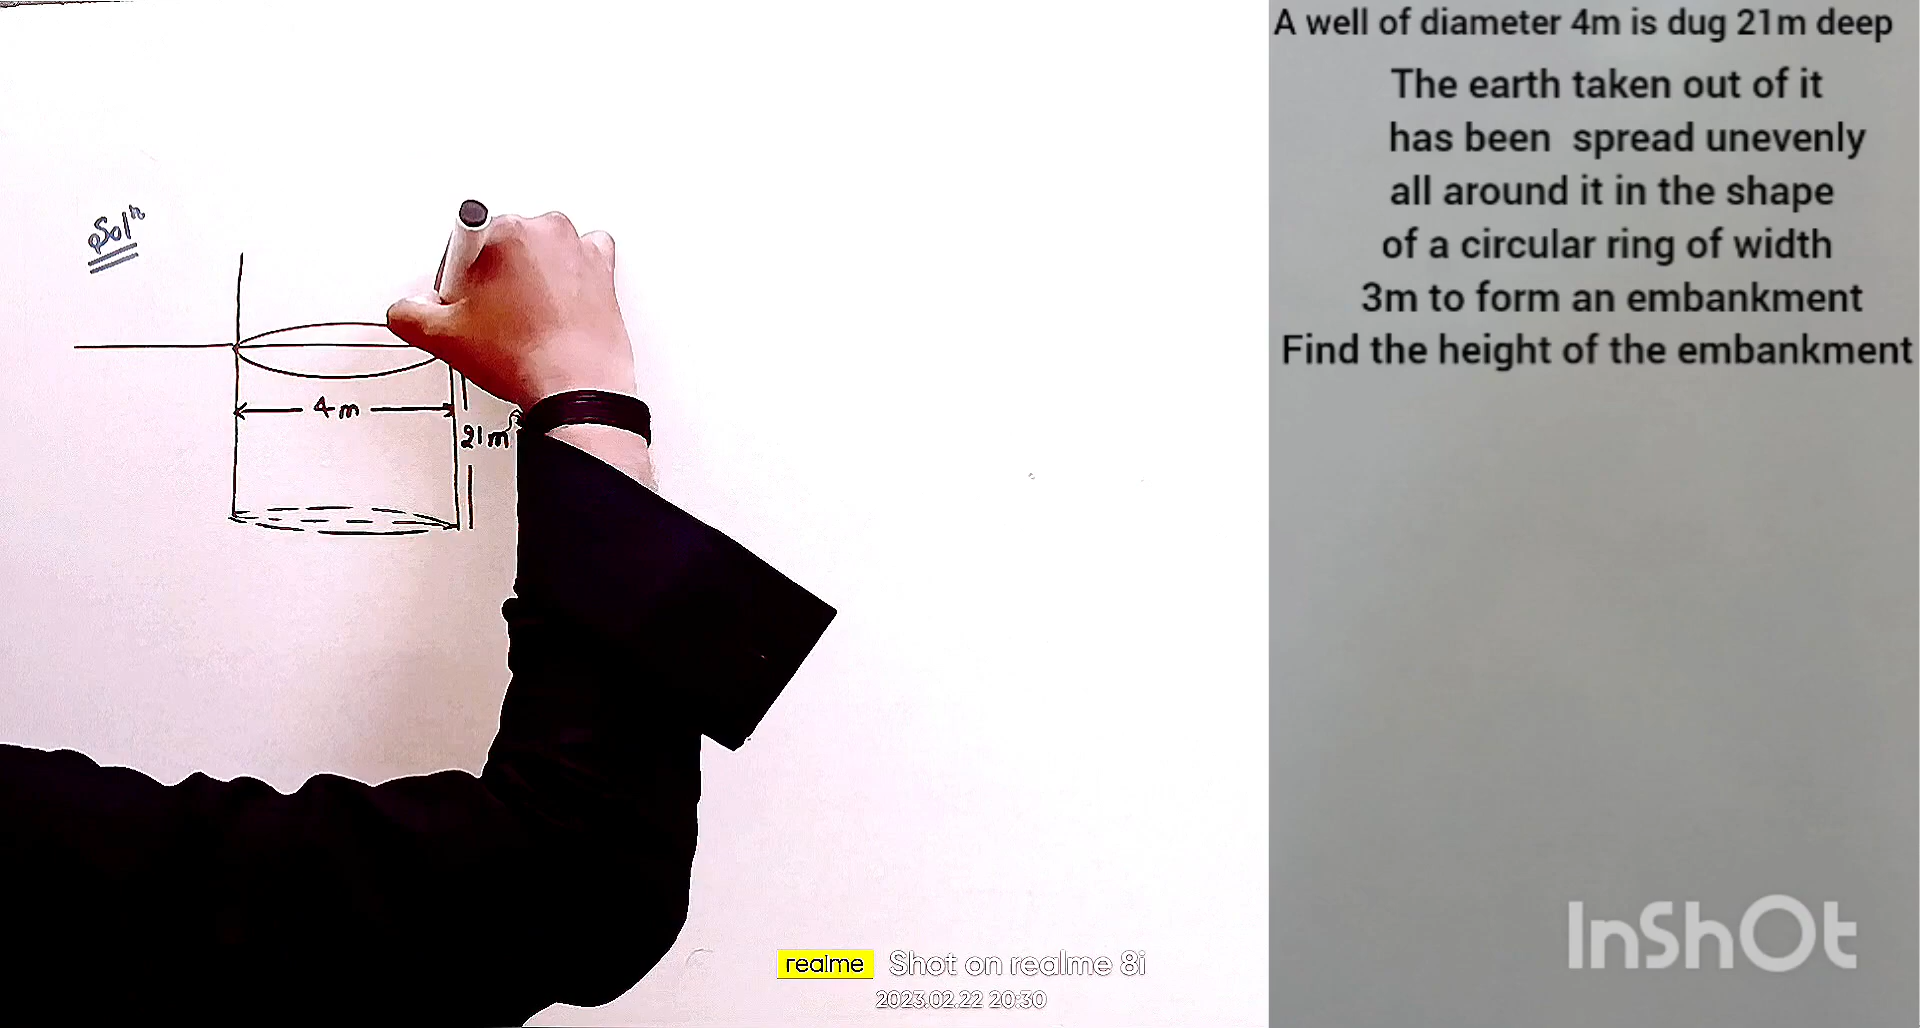 Solⁿ
4m
21m
A well of diameter 4m is dug 21m deep
The earth taken out of it
has been spread unevenly
all around it in the shape
of a circular ring of width
3m to form an embankment
Find the height of the embankment
InShOt
realme Shot on realme 8i
2023.02.22 20:30